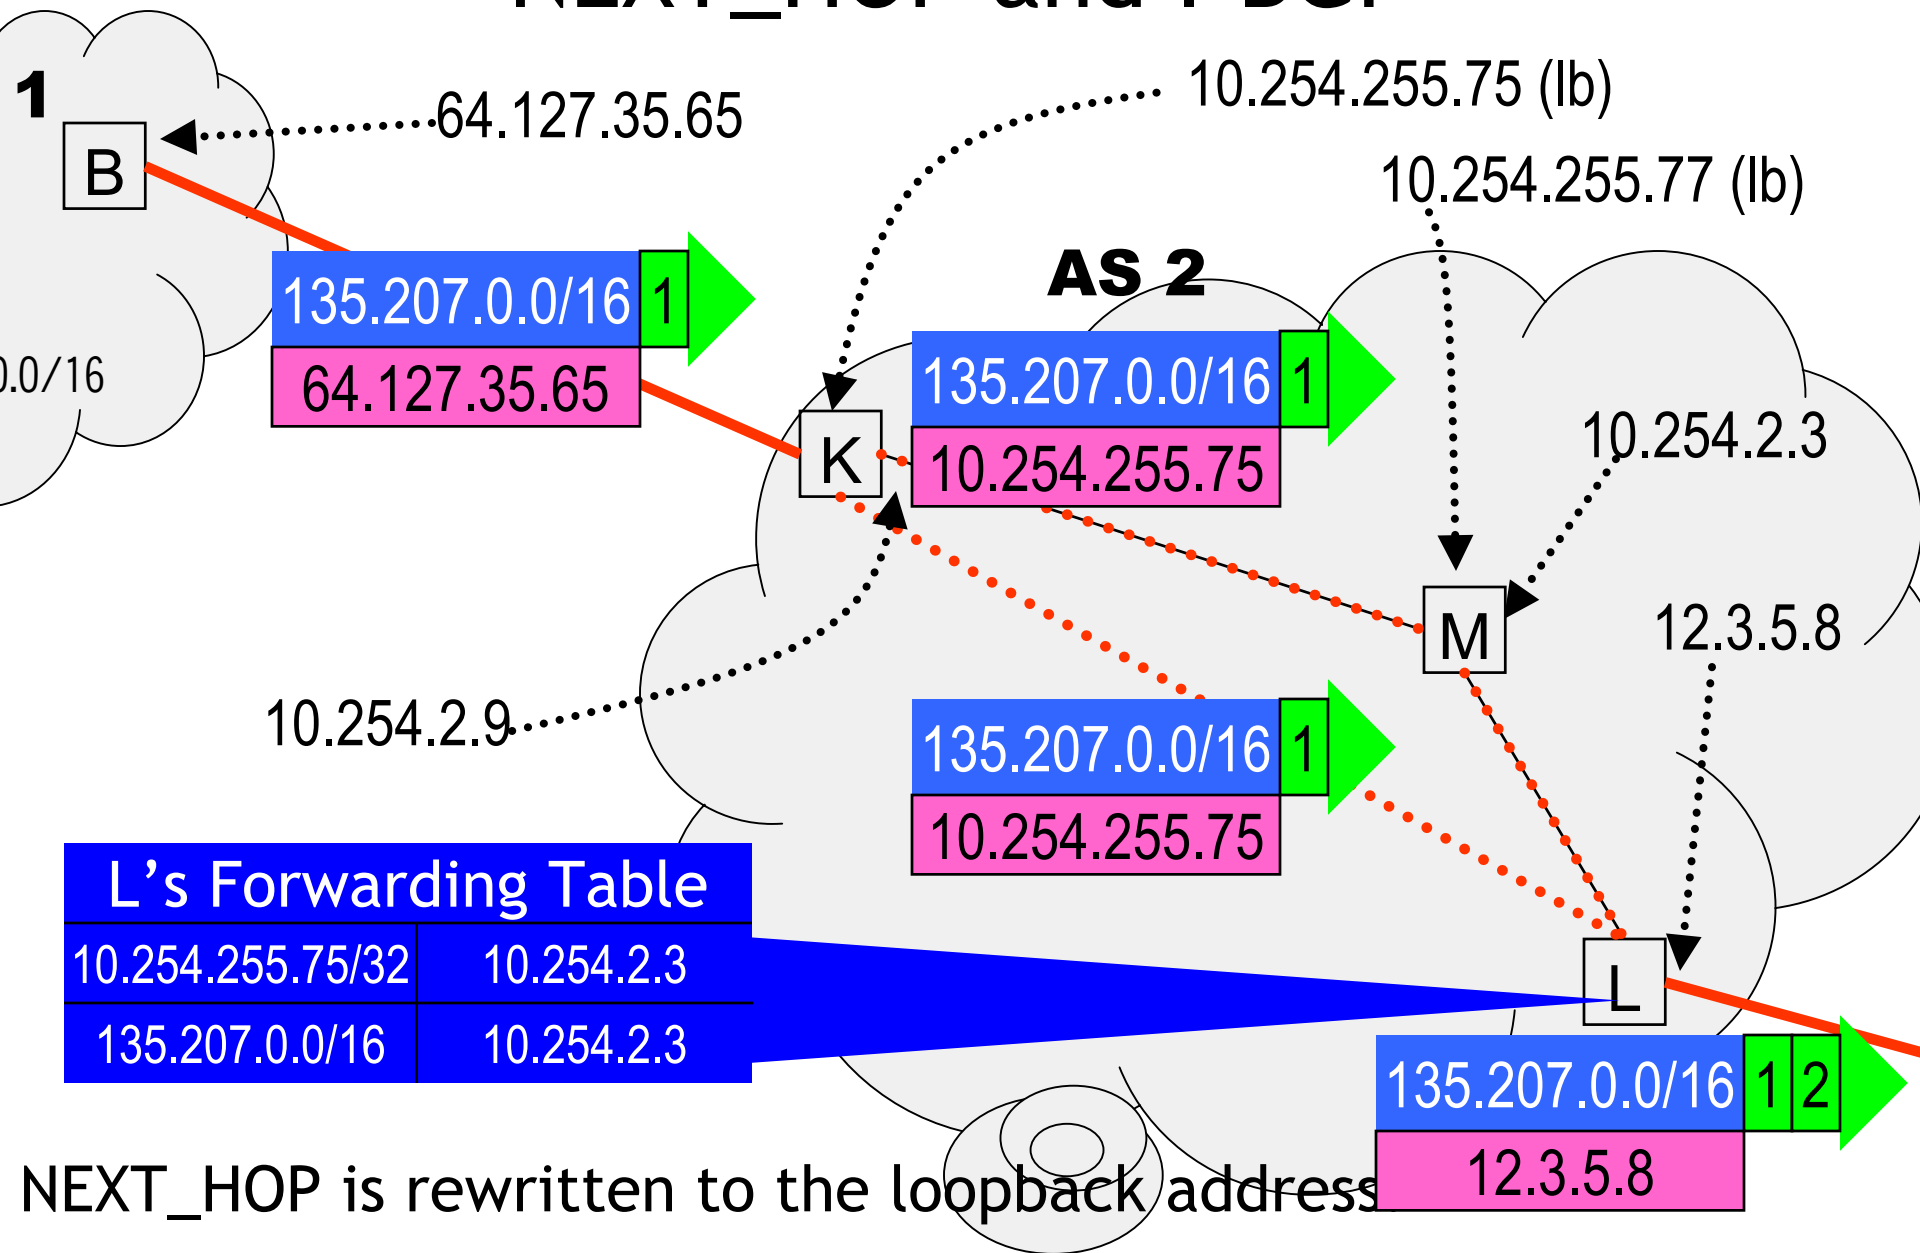 1
B
64.127.35.65
10.254.255.75 (lb)
10.254.255.77 (lb)
AS 2
135.207.0.0/16 1
64.127.35.65
0.0/16
135.207.0.0/16 1
10.254.255.75
K
10.254.2.3
M
12.3.5.8
10.254.2.9
135.207.0.0/16 1
10.254.255.75
L’s Forwarding Table
10.254.255.75/32 10.254.2.3
135.207.0.0/16 10.254.2.3
L
135.207.0.0/16 1 2
12.3.5.8
NEXT_HOP is rewritten to the loopback address